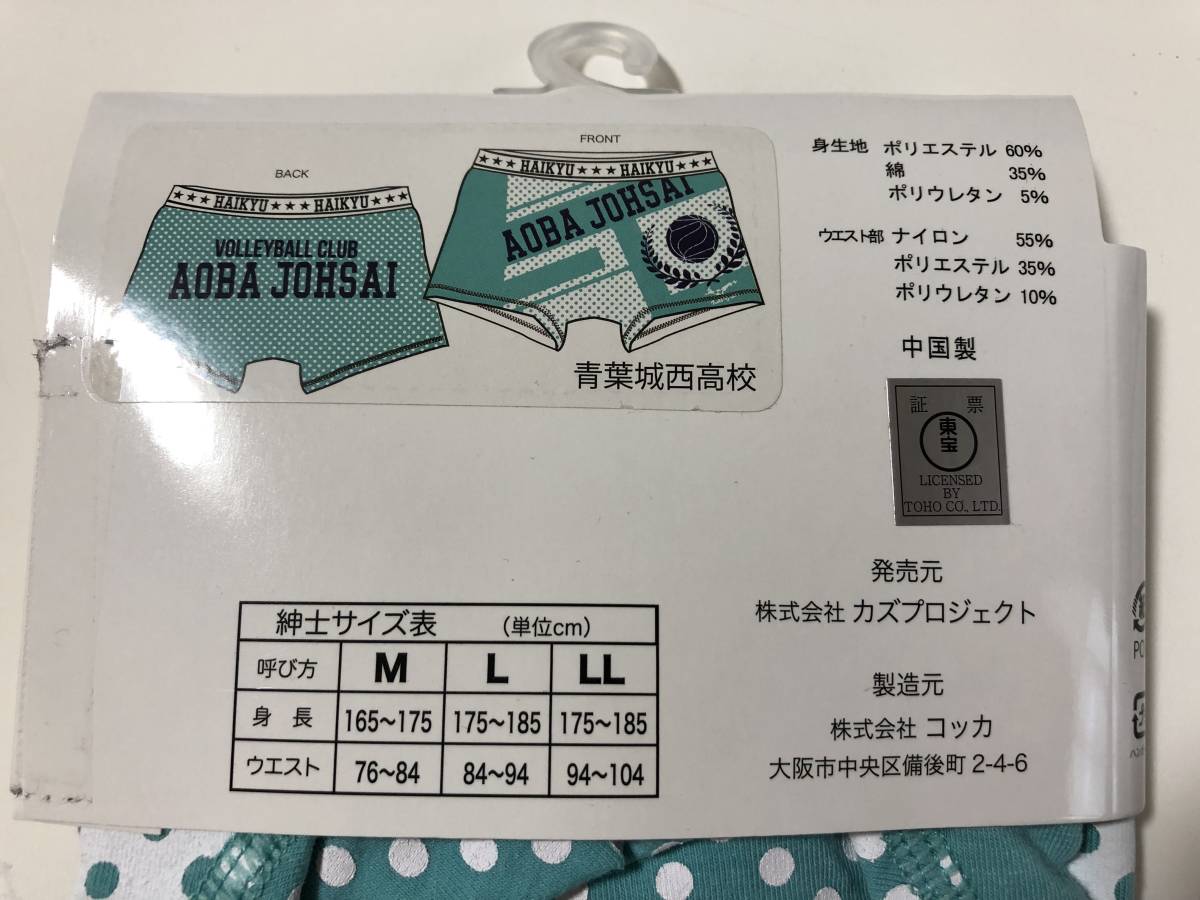 BACK
★★★HAIKYU★★★HAIKYU★★★
VOLLEYBALL CLUB
AOBA JOHSAI
FRONT
★★★HAIKYU★★★HAIKYU★★★
AOBA JOHSAI
青葉城西高校
身生地 ポリエステル 60%
綿 35%
ポリウレタン 5%
ウエスト部 ナイロン 55%
ポリエステル 35%
ポリウレタン 10%
中国製
証 票
東宝
LICENSED
BY
TOHO CO., LTD.
発売元
株式会社 カズプロジェクト
製造元
株式会社 コッカ
大阪市中央区備後町 2-4-6
紳士サイズ表 (単位cm)
呼び方 M L LL
身 長 165〜175 175〜185 175〜185
ウエスト 76〜84 84〜94 94〜104